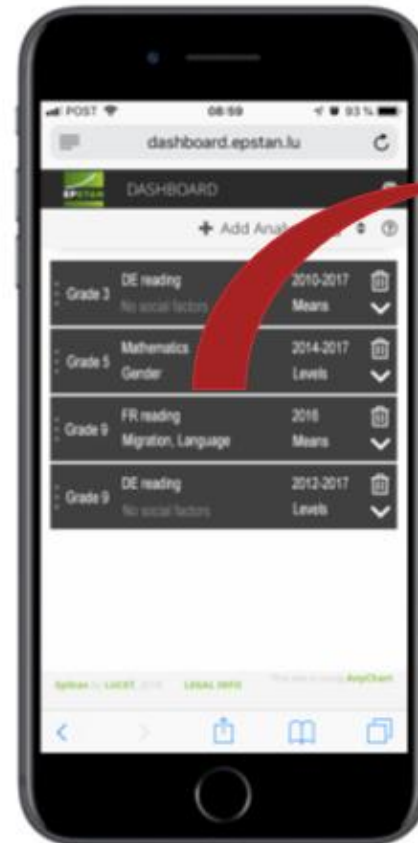 POST 08:59 93 %
dashboard.epstan.lu
EPSTAN DASHBOARD
+ Add
Grade 3 DE reading 2010-2017
No social factors Means
Grade 5 Mathematics 2014-2017
Gender Levels
Grade 9 FR reading 2016
Migration, Language Means
Grade 9 DE reading 2012-2017
No social factors Levels
LUCET LEGAL INFO AnyChart